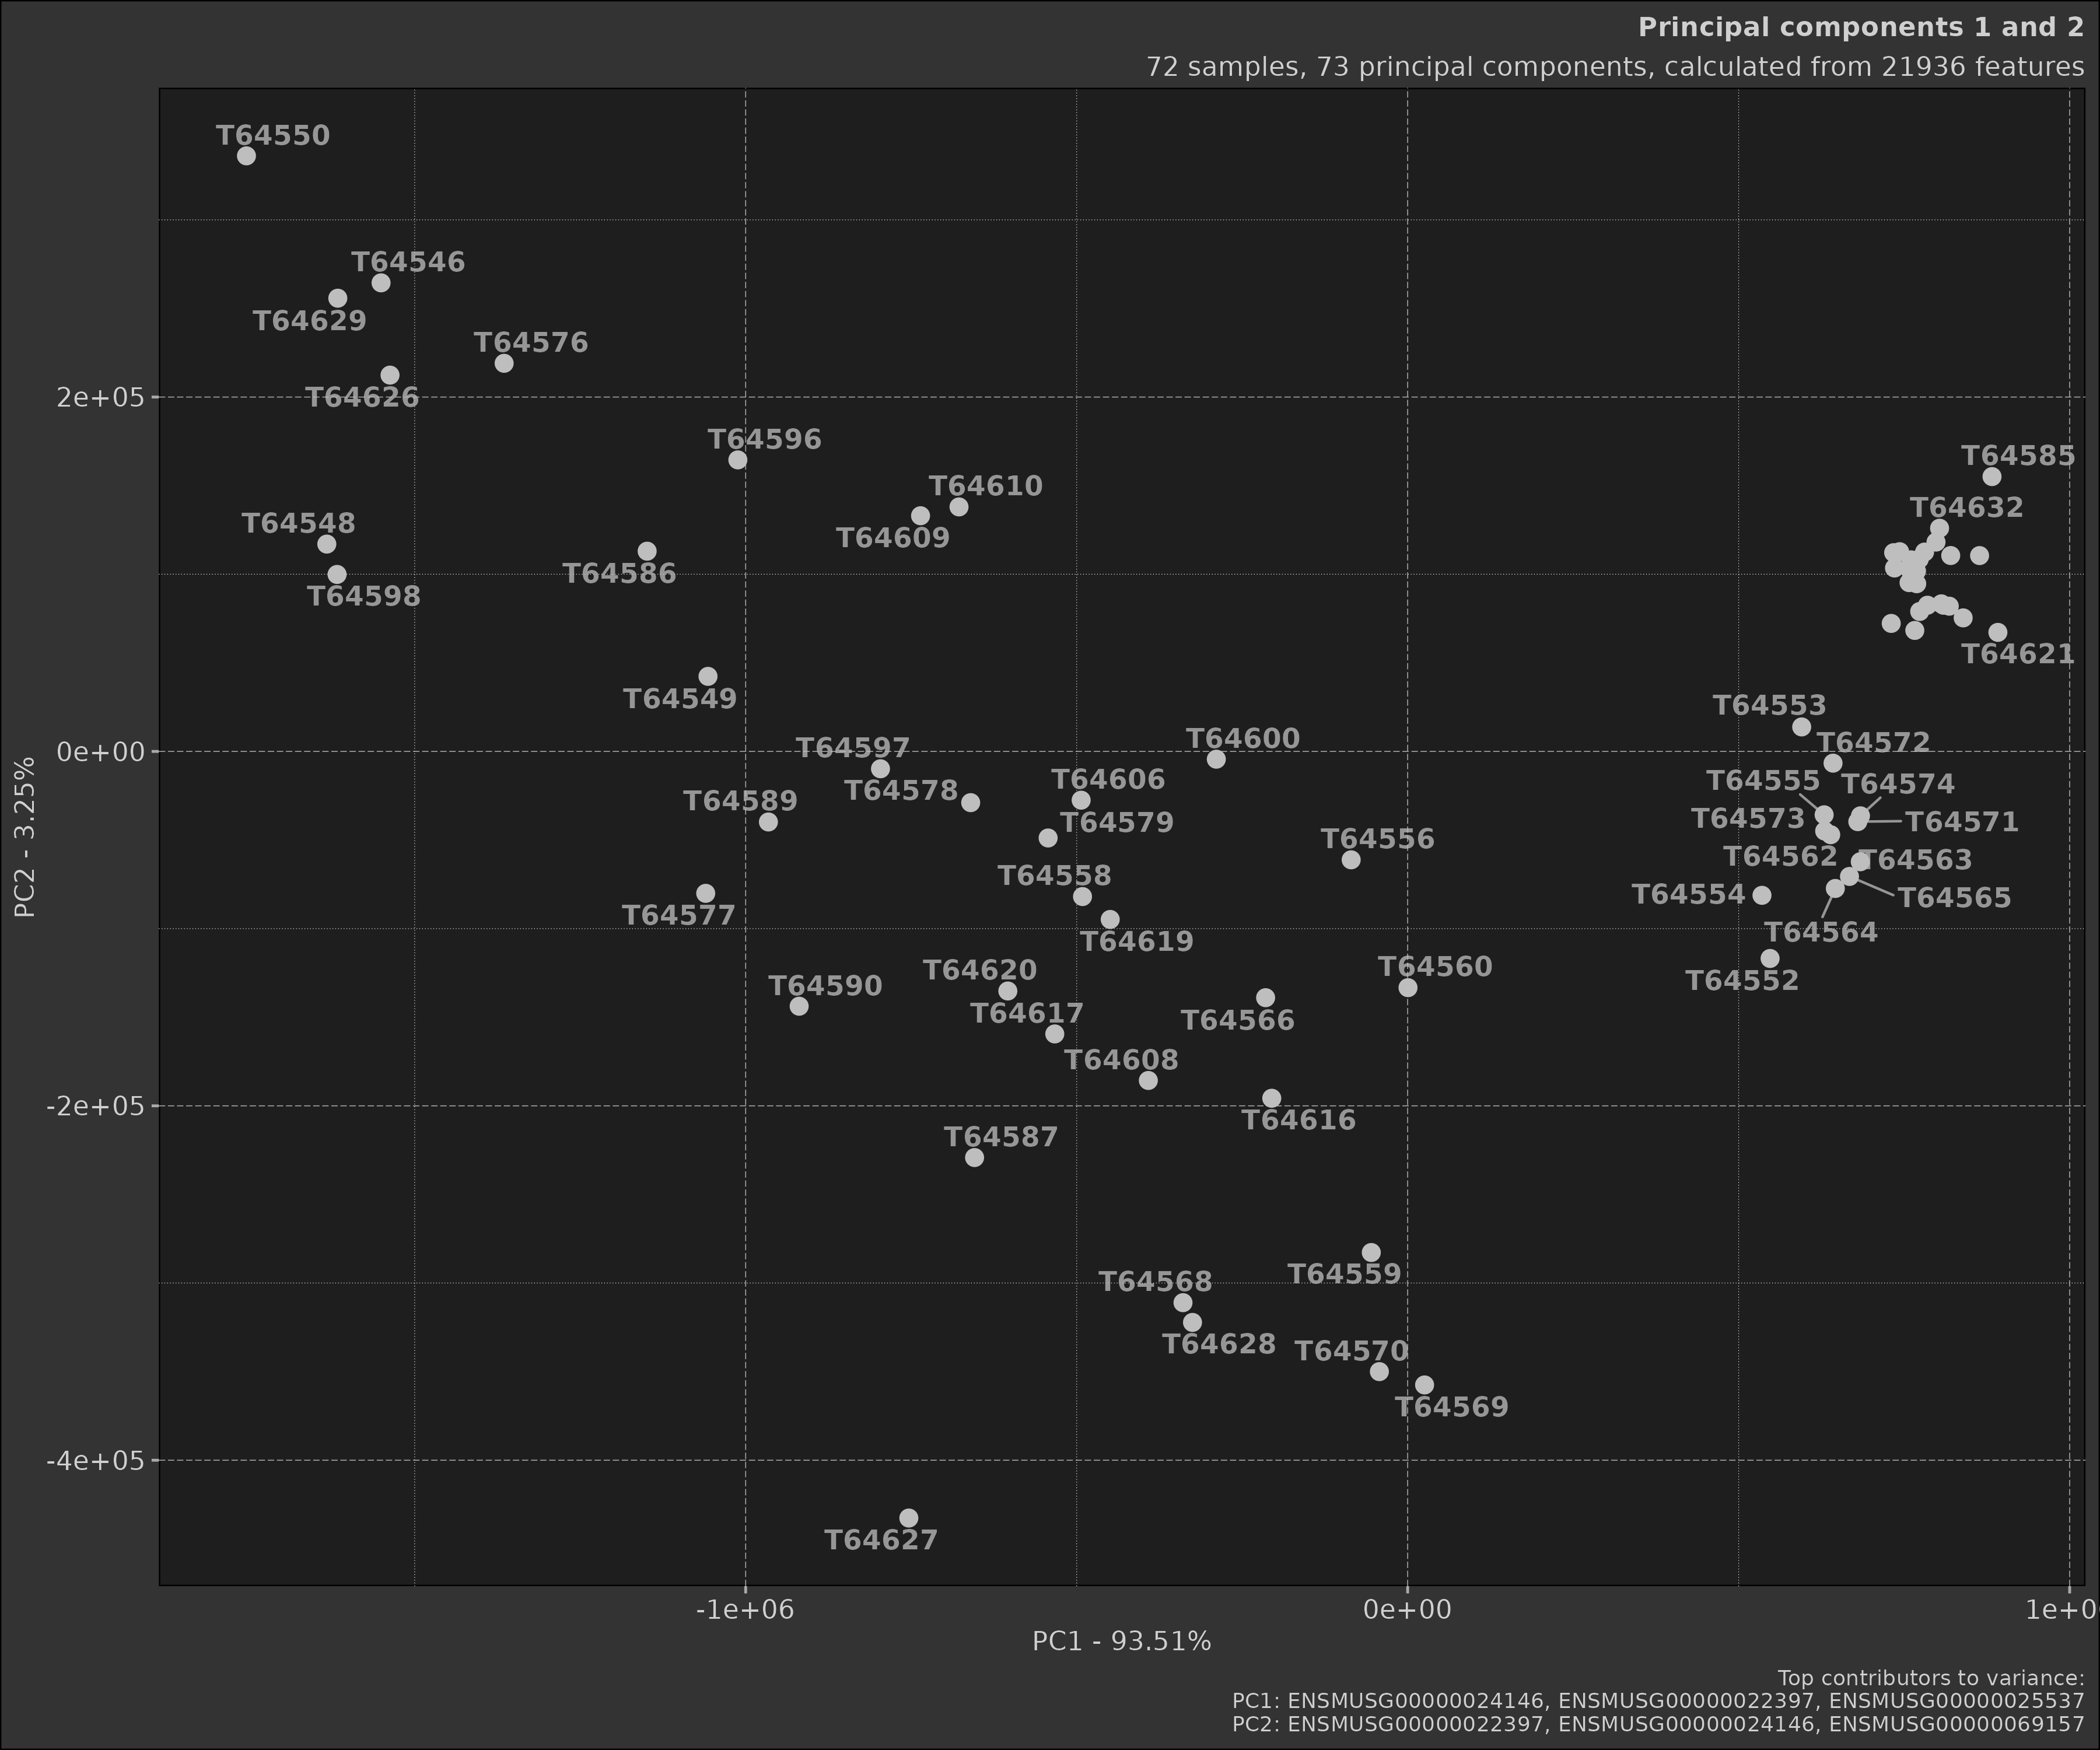 Principal components 1 and 2
72 samples, 73 principal components, calculated from 21936 features
T64550
T64546
T64629
T64576
T64626
2e+05
T64596
T64585
T64610
T64632
T64548
T64609
T64586
T64598
T64621
T64549
T64553
T64600
T64572
T64597
0e+00
T64606
T64555
T64574
T64578
T64589
T64573
T64579
T64571
T64556
T64562
T64563
T64558
T64554
T64565
T64577
T64564
T64619
T64560
T64620
T64552
T64590
T64617
T64566
T64608
-2e+05
T64616
T64587
T64559
T64568
T64628
T64570
T64569
-4e+05
T64627
PC2 - 3.25%
-1e+06
0e+00
1e+0
PC1 - 93.51%
Top contributors to variance:
PC1: ENSMUSG00000024146, ENSMUSG00000022397, ENSMUSG00000025537
PC2: ENSMUSG00000022397, ENSMUSG00000024146, ENSMUSG00000069157